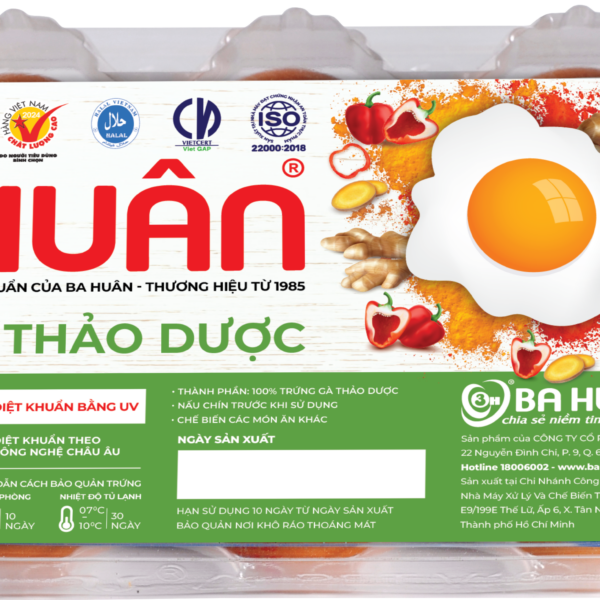 HÀNG VIỆT NAM
2024
CHẤT LƯỢNG CAO
DO NGƯỜI TIÊU DÙNG
BÌNH CHỌN
HALAL VIETNAM
حلال
HALAL
VIETCERT
Viet GAP
ISO
22000:2018
HUÂN®
CHUẨN CỦA BA HUÂN - THƯƠNG HIỆU TỪ 1985
THẢO DƯỢC
DIỆT KHUẨN BẰNG UV
DIỆT KHUẨN THEO
CÔNG NGHỆ CHÂU ÂU
DẪN CÁCH BẢO QUẢN TRỨNG
PHÒNG
NHIỆT ĐỘ TỦ LẠNH
10
NGÀY
07°C
10°C
30
NGÀY
• THÀNH PHẦN: 100% TRỨNG GÀ THẢO DƯỢC
• NẤU CHÍN TRƯỚC KHI SỬ DỤNG
• CHẾ BIẾN CÁC MÓN ĂN KHÁC
NGÀY SẢN XUẤT
HẠN SỬ DỤNG 10 NGÀY TỪ NGÀY SẢN XUẤT
BẢO QUẢN NƠI KHÔ RÁO THOÁNG MÁT
3H BA HU
chia sẻ niềm tin
Sản phẩm của CÔNG TY CỔ P
22 Nguyễn Đình Chi, P. 9, Q. 6
Hotline 18006002 - www.ba
Sản xuất tại Chi Nhánh Công
Nhà Máy Xử Lý Và Chế Biến T
E9/199E Thế Lữ, Ấp 6, X. Tân N
Thành phố Hồ Chí Minh